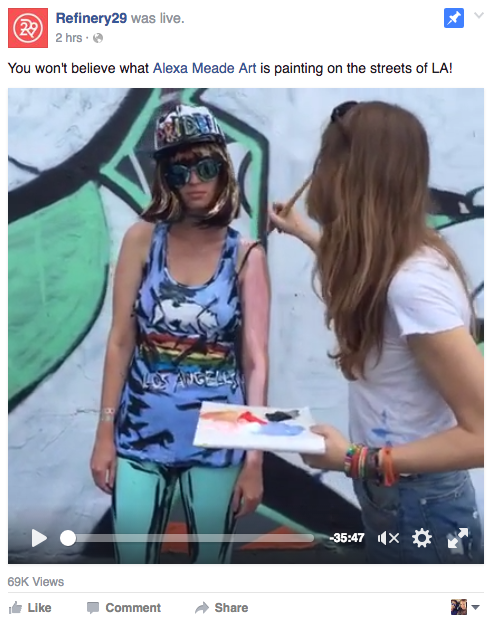 29
Refinery29 was live.
2 hrs ·
You won't believe what Alexa Meade Art is painting on the streets of LA!
LOS ANGELES
-35:47
69K Views
Like Comment Share